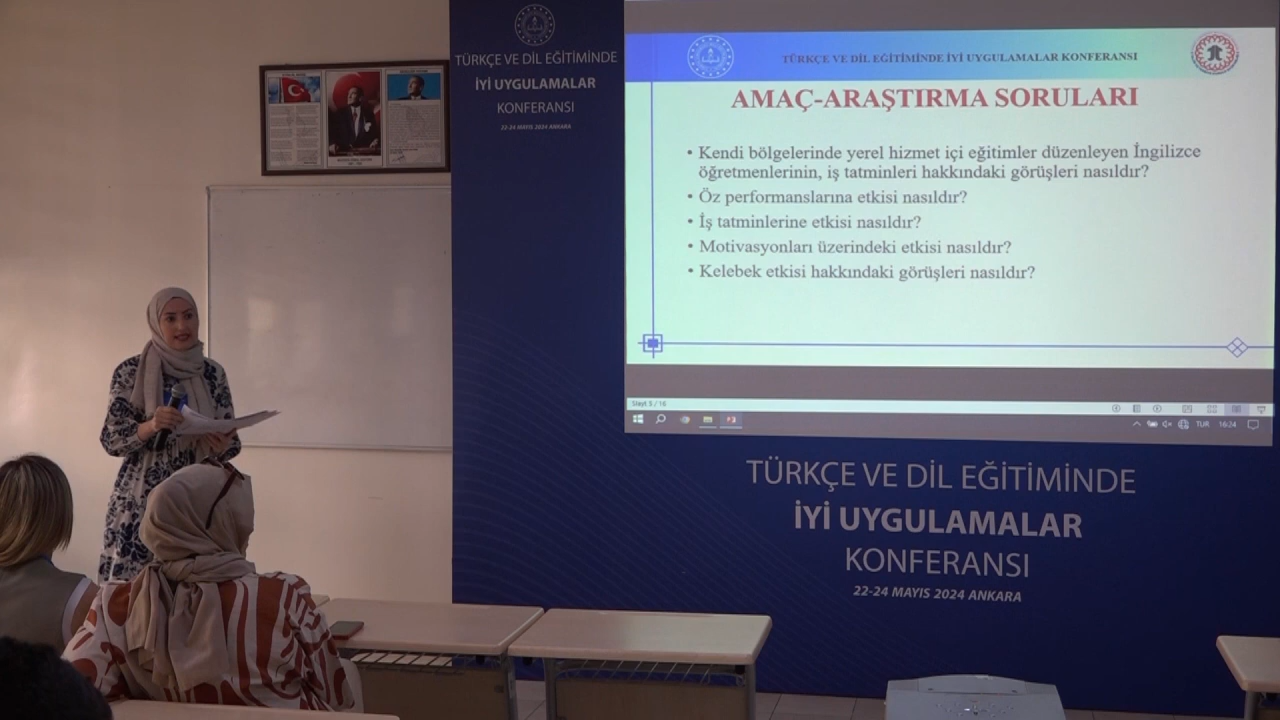 TÜRKÇE VE DİL EĞİTİMİNDE
İYİ UYGULAMALAR
KONFERANSI
22-24 MAYIS 2024 ANKARA
TÜRKÇE VE DİL EĞİTİMİNDE İYİ UYGULAMALAR KONFERANSI
AMAÇ-ARAŞTIRMA SORULARI
• Kendi bölgelerinde yerel hizmet içi eğitimler düzenleyen İngilizce
öğretmenlerinin, iş tatminleri hakkındaki görüşleri nasıldır?
• Öz performanslarına etkisi nasıldır?
• İş tatminlerine etkisi nasıldır?
• Motivasyonları üzerindeki etkisi nasıldır?
• Kelebek etkisi hakkındaki görüşleri nasıldır?
Slayt 5 / 16
TUR
16:24
TÜRKÇE VE DİL EĞİTİMİNDE
İYİ UYGULAMALAR
KONFERANSI
22-24 MAYIS 2024 ANKARA